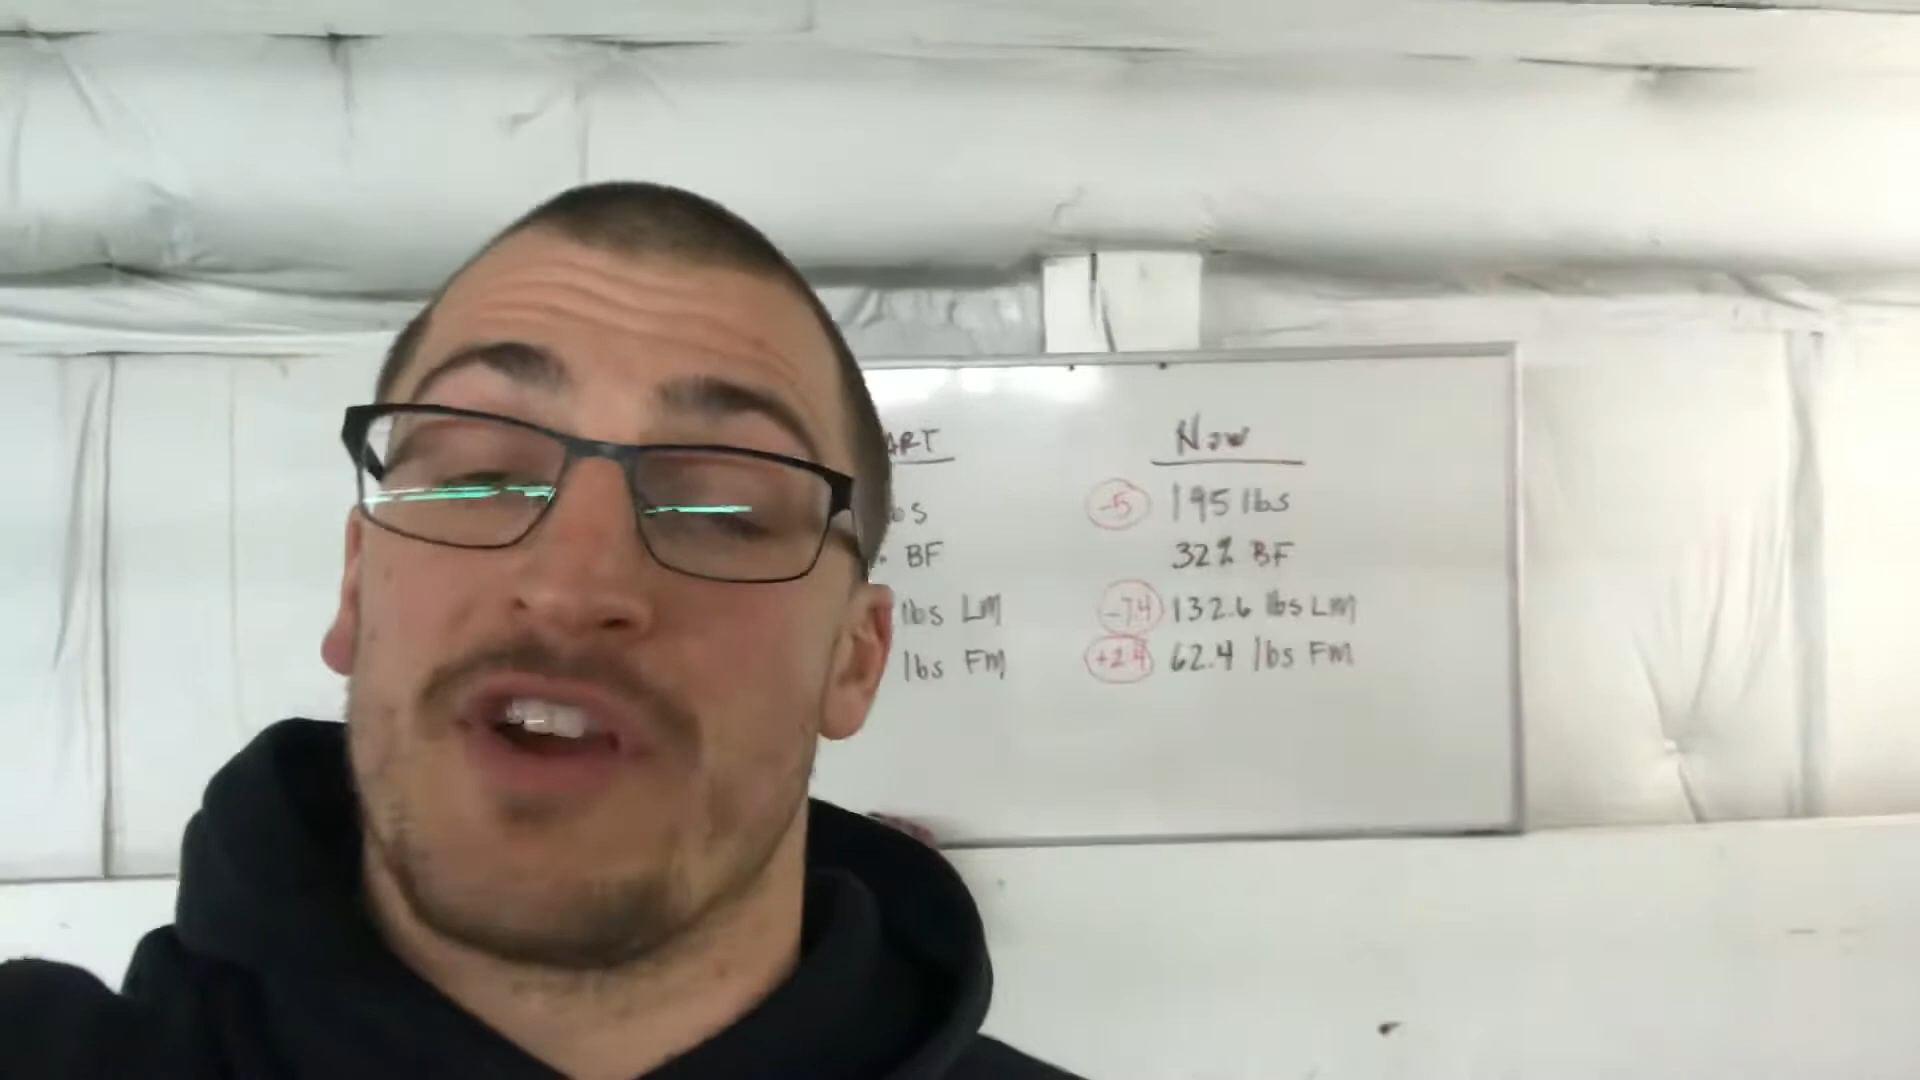 ART
bs
BF
lbs LM
lbs FM
Now
-5 195 lbs
32% BF
-7.4 132.6 lbs LM
+2.4 62.4 lbs FM